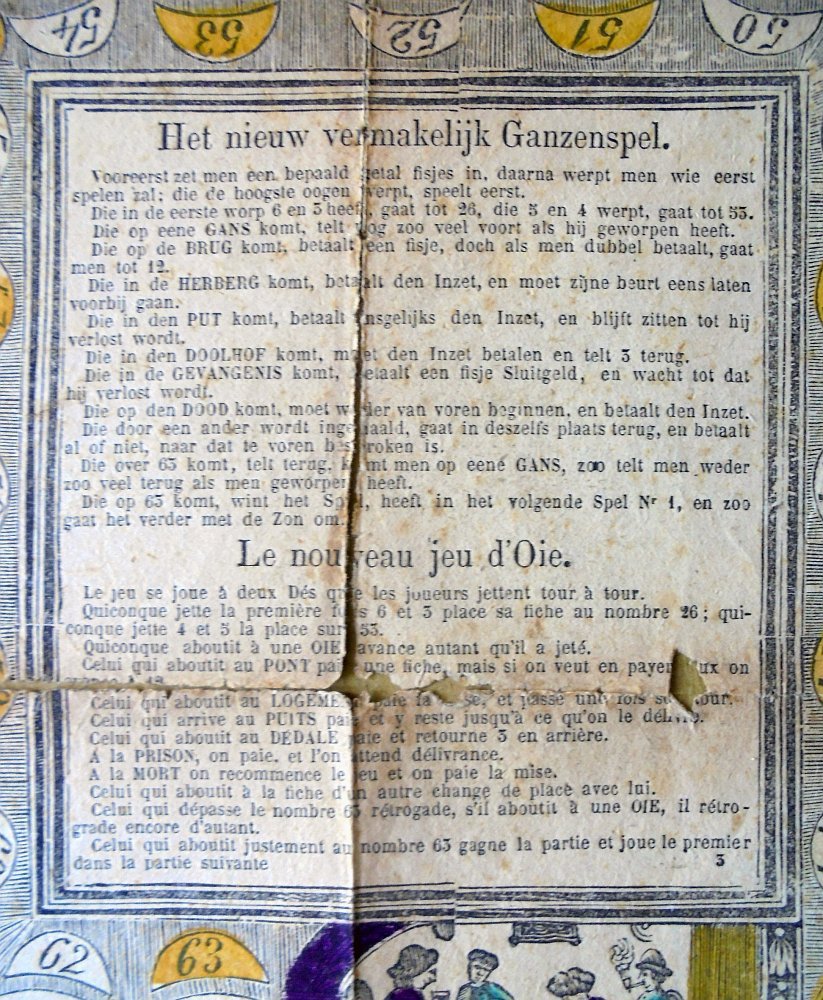 54 53 52 51 50
Het nieuw vermakelijk Ganzenspel.
Vooreerst zet men een bepaald getal fisjes in, daarna werpt men wie eerst
spelen zal; die de hoogste oogen werpt, speelt eerst.
Die in de eerste worp 6 en 3 heeft, gaat tot 26, die 5 en 4 werpt, gaat tot 53.
Die op eene GANS komt, telt nog zoo veel voort als hij geworpen heeft.
Die op de BRUG komt, betaalt een fisje, doch als men dubbel betaalt, gaat
men tot 12.
Die in de HERBERG komt, betaalt den Inzet, en moet zijne beurt eens laten
voorbij gaan.
Die in den PUT komt, betaalt insgelijks den Inzet, en blijft zitten tot hij
verlost wordt.
Die in den DOOLHOF komt, moet den Inzet betalen en telt 3 terug.
Die in de GEVANGENIS komt, betaalt een fisje Sluitgeld, en wacht tot dat
hij verlost wordt.
Die op den DOOD komt, moet weder van voren beginnen, en betaalt den Inzet.
Die door een ander wordt ingehaald, gaat in deszelfs plaats terug, en betaalt
al of niet, naar dat te voren besproken is.
Die over 63 komt, telt terug, komt men op eene GANS, zoo telt men weder
zoo veel terug als men geworpen heeft.
Die op 63 komt, wint het Spel, heeft in het volgende Spel Nr 1, en zoo
gaat het verder met de Zon om.
Le nouveau jeu d'Oie.
Le jeu se joue à deux Dés que les joueurs jettent tour à tour.
Quiconque jette la première fois 6 et 3 place sa fiche au nombre 26; qui-
conque jette 4 et 5 la place sur 53.
Quiconque aboutit à une OIE avance autant qu'il a jeté.
Celui qui aboutit au PONT paie une fiche, mais si on veut en payer deux on
à 12
Celui qui aboutit au paie et passe une fois son tour.
Celui qui arrive au PUITS paie et y reste jusqu'à ce qu'on le délivre.
Celui qui aboutit au DÉDALE paie et retourne 3 en arrière.
A la PRISON, on paie, et l'on attend délivrance.
A la MORT on recommence le jeu et on paie la mise.
Celui qui aboutit à la fiche d'un autre change de place avec lui.
Celui qui dépasse le nombre 63 rétrogade, s'il aboutit à une OIE, il rétro-
grade encore d'autant.
Celui qui aboutit justement au nombre 63 gagne la partie et joue le premier
dans la partie suivante 3
62 63